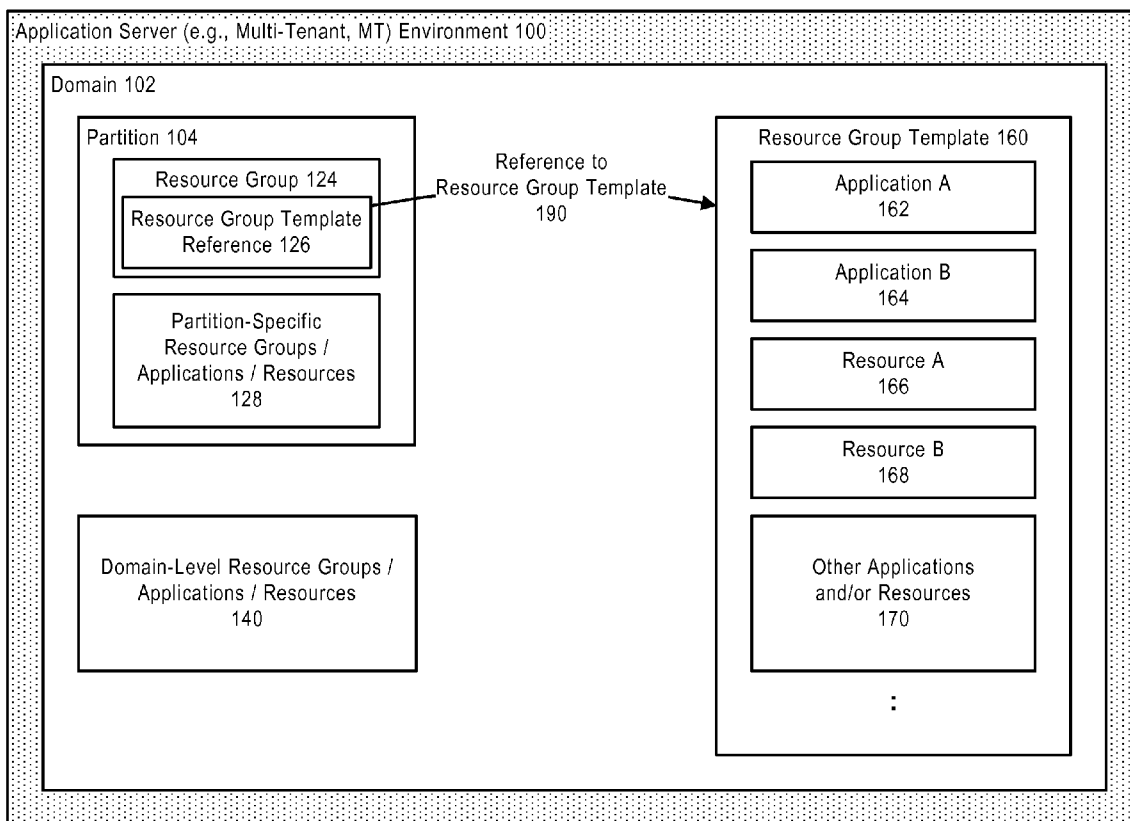 Application Server (e.g., Multi-Tenant, MT) Environment 100
Domain 102
Partition 104
Resource Group 124
Resource Group Template
Reference 126
Partition-Specific
Resource Groups /
Applications / Resources
128
Domain-Level Resource Groups /
Applications / Resources
140
Reference to
Resource Group Template
190
Resource Group Template 160
Application A
162
Application B
164
Resource A
166
Resource B
168
Other Applications
and/or Resources
170
: